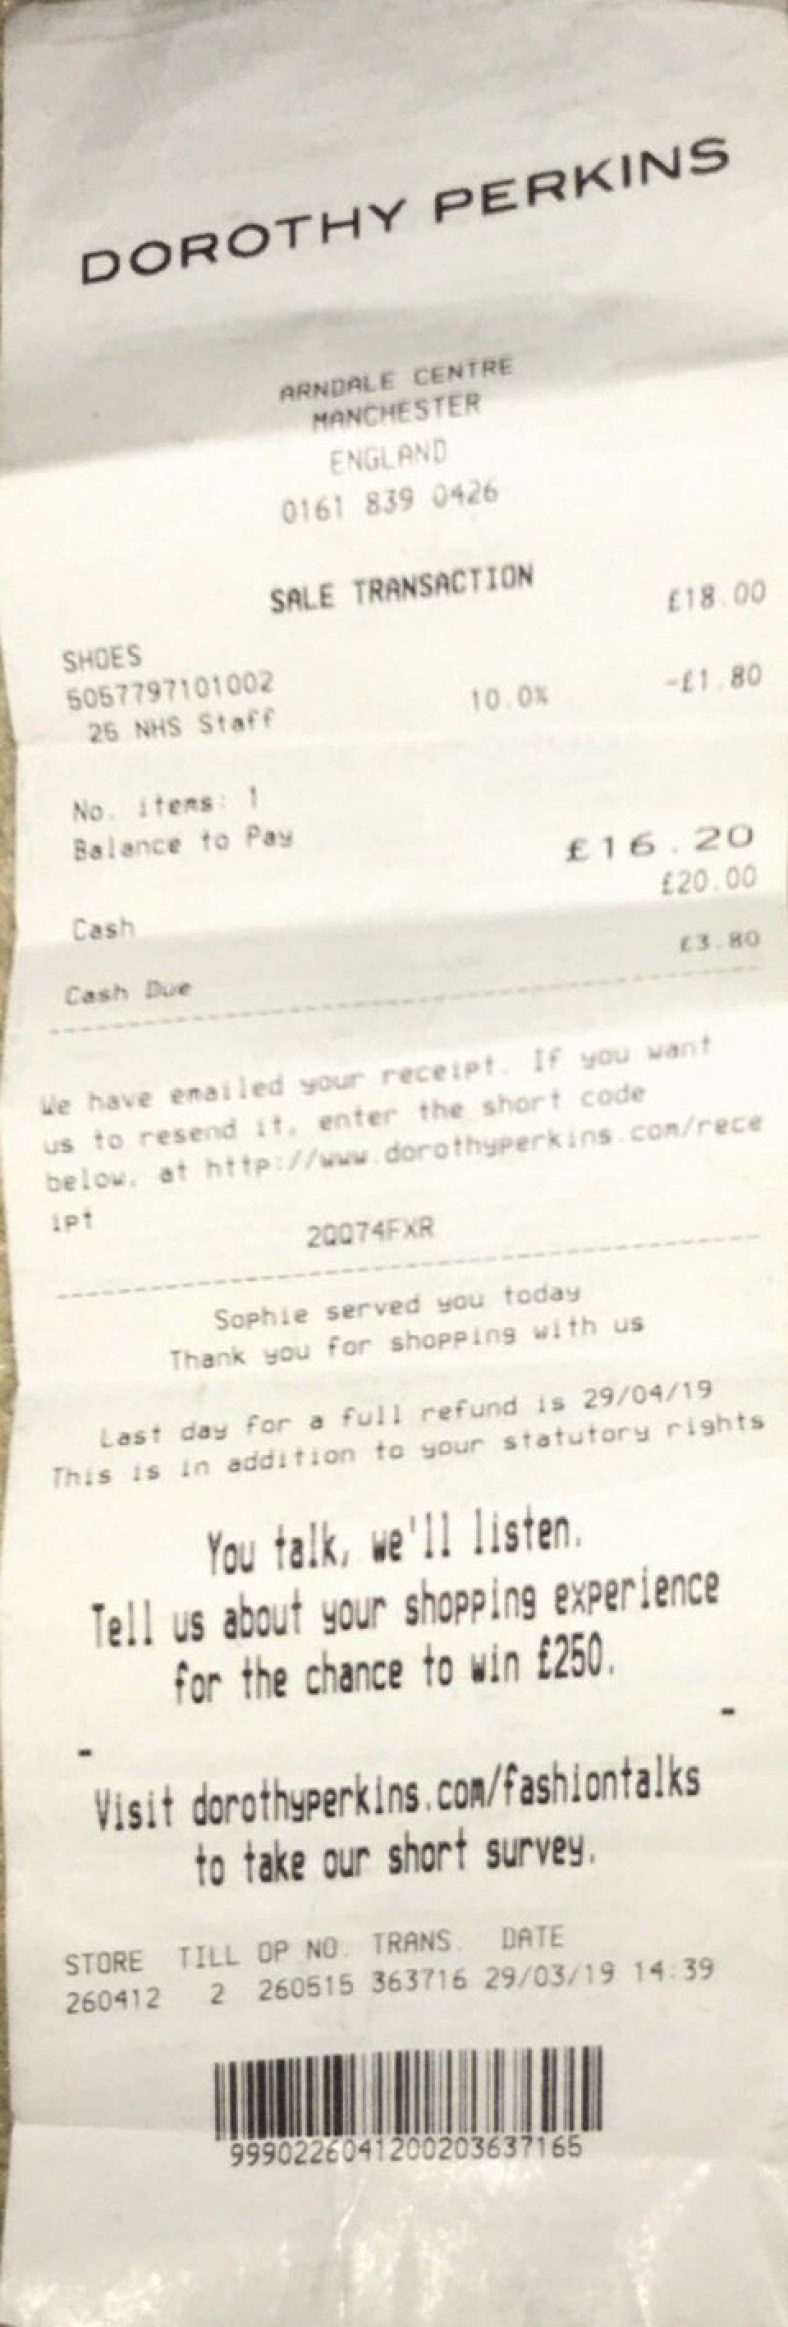 DOROTHY PERKINS
ARNDALE CENTRE
MANCHESTER
ENGLAND
0161 839 0426
SALE TRANSACTION
SHOES £18.00
5057797101002
25 NHS Staff 10.0% -£1.80
No. items: 1
Balance to Pay £16.20
Cash £20.00
Cash Due £3.80
We have emailed your receipt. If you want
us to resend it, enter the short code
below, at http://www.dorothyperkins.com/rece
ipt
2QQ74FXR
Sophie served you today
Thank you for shopping with us
Last day for a full refund is 29/04/19
This is in addition to your statutory rights
You talk, we'll listen.
Tell us about your shopping experience
for the chance to win £250.
- -
Visit dorothyperkins.com/fashiontalks
to take our short survey.
STORE TILL OP NO. TRANS. DATE
260412 2 260515 363716 29/03/19 14:39
9990226041200203637165